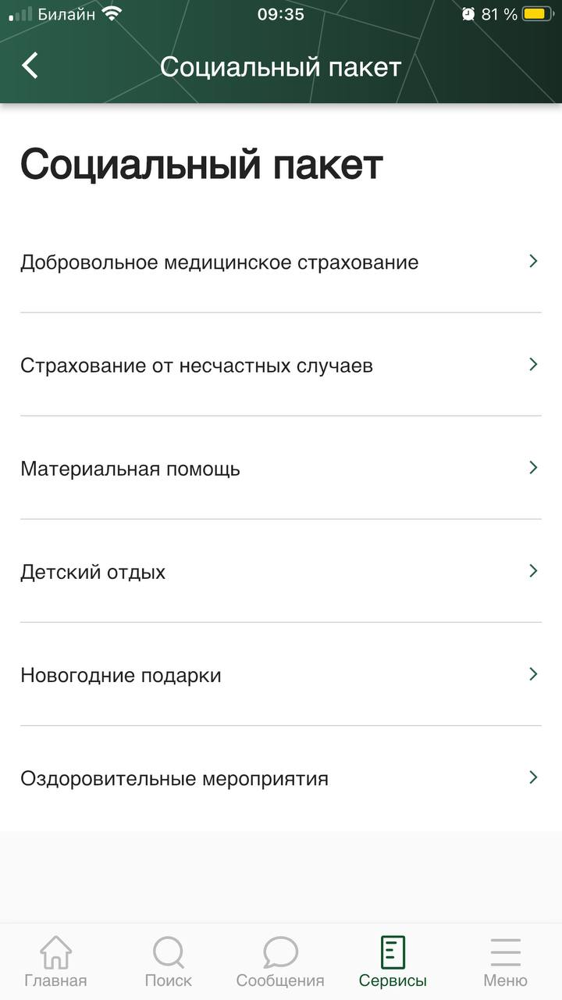 Билайн 09:35 81 %
Социальный пакет
Социальный пакет
Добровольное медицинское страхование
Страхование от несчастных случаев
Материальная помощь
Детский отдых
Новогодние подарки
Оздоровительные мероприятия
Главная Поиск Сообщения Сервисы Меню